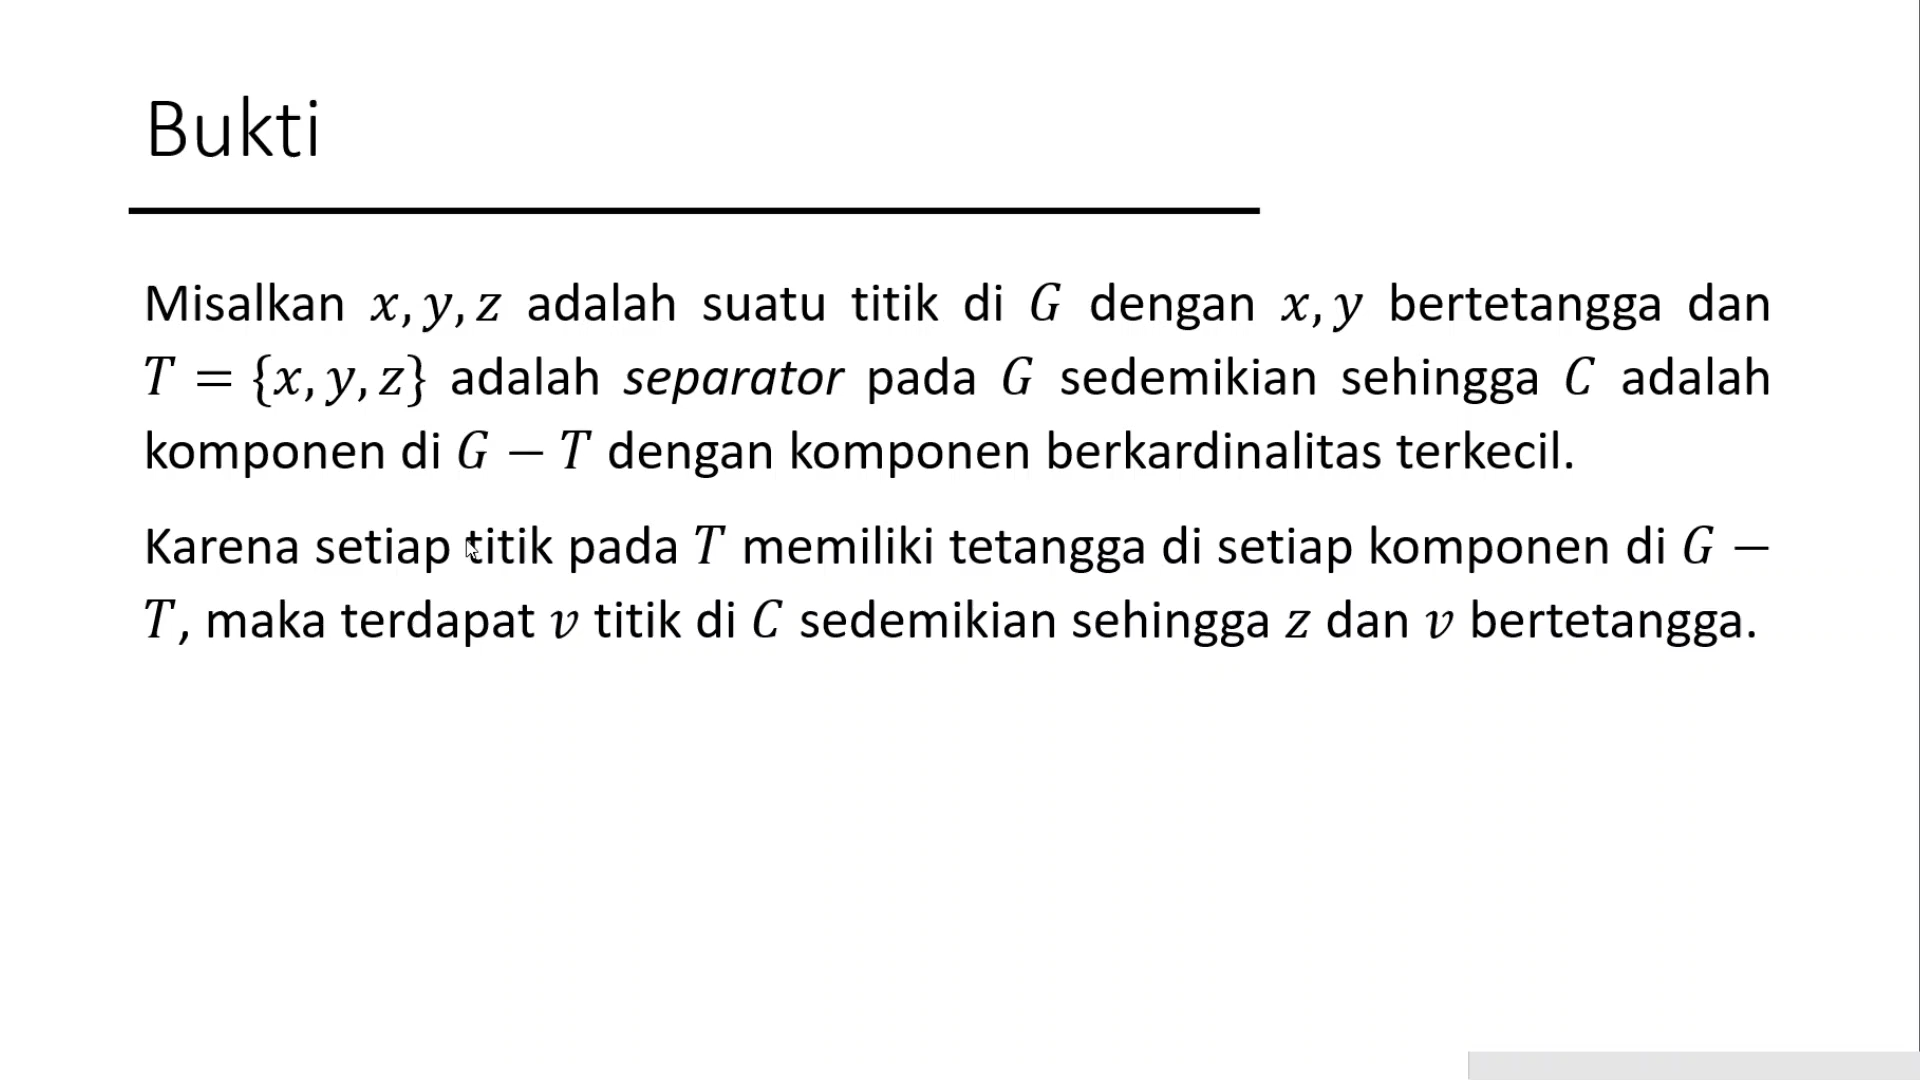 Bukti
Misalkan x, y, z adalah suatu titik di G dengan x, y bertetangga dan
T = {x, y, z} adalah separator pada G sedemikian sehingga C adalah
komponen di G − T dengan komponen berkardinalitas terkecil.
Karena setiap titik pada T memiliki tetangga di setiap komponen di G −
T, maka terdapat v titik di C sedemikian sehingga z dan v bertetangga.